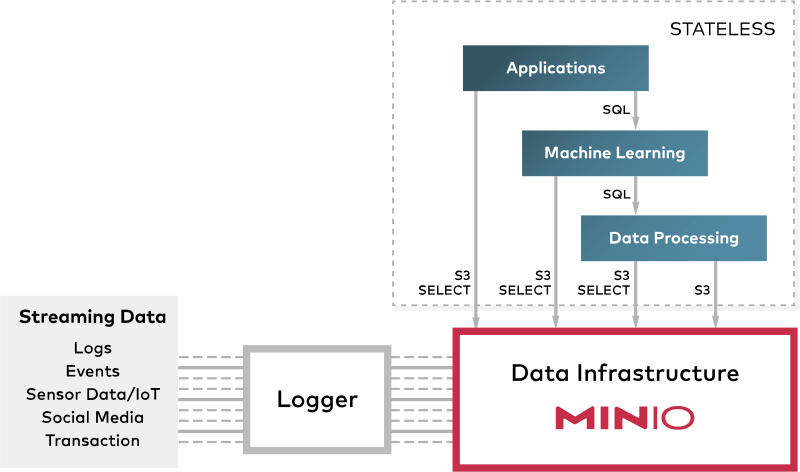 STATELESS
Applications
SQL
Machine Learning
SQL
Data Processing
S3
SELECT
S3
SELECT
S3
SELECT
S3
Streaming Data
Logs
Events
Sensor Data/IoT
Social Media
Transaction
Logger
Data Infrastructure
MINIO